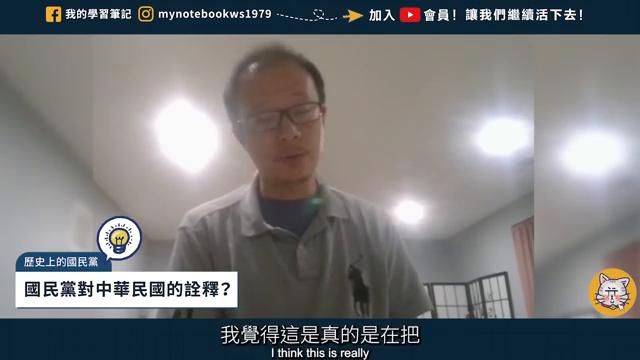 我的學習筆記 mynotebookws1979 加入 會員！讓我們繼續活下去！
歷史上的國民黨
國民黨對中華民國的詮釋？
我覺得這是真的是在把
I think this is really